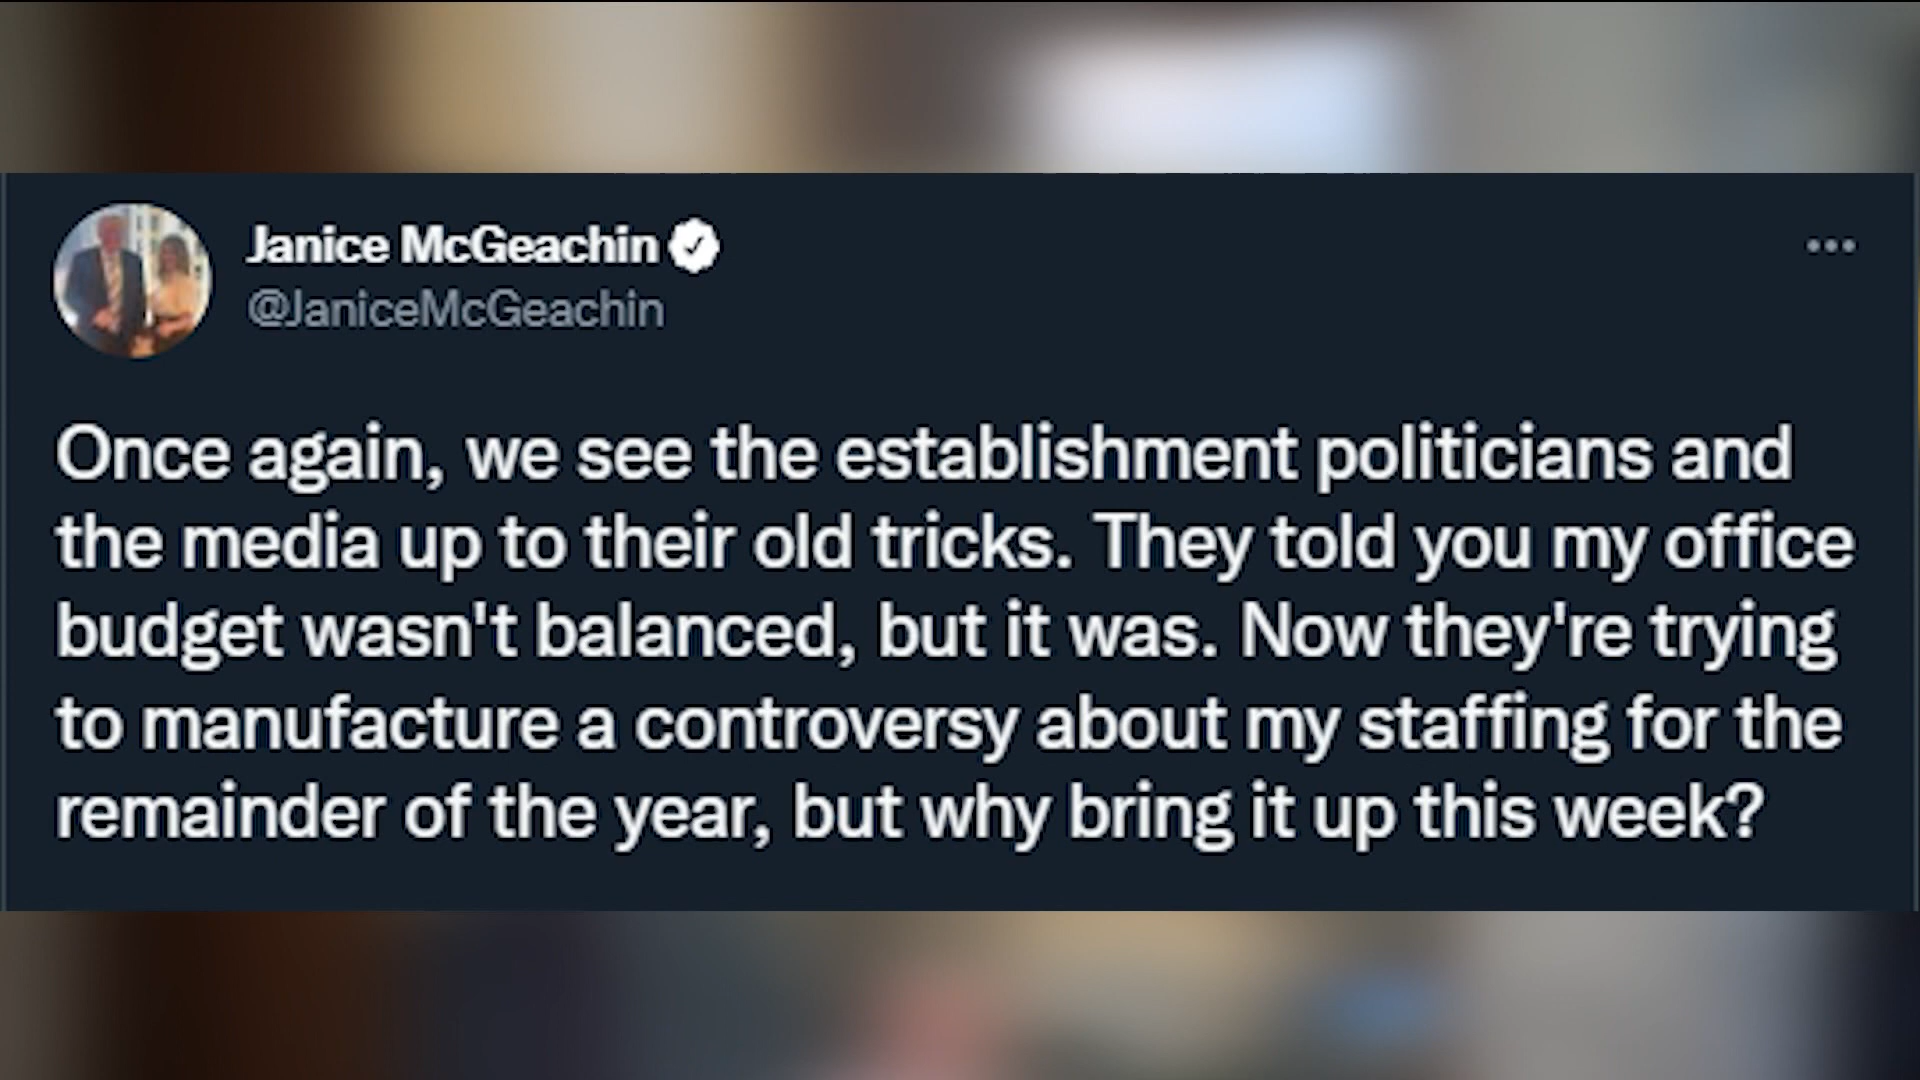 Janice McGeachin
@JaniceMcGeachin
Once again, we see the establishment politicians and
the media up to their old tricks. They told you my office
budget wasn't balanced, but it was. Now they're trying
to manufacture a controversy about my staffing for the
remainder of the year, but why bring it up this week?